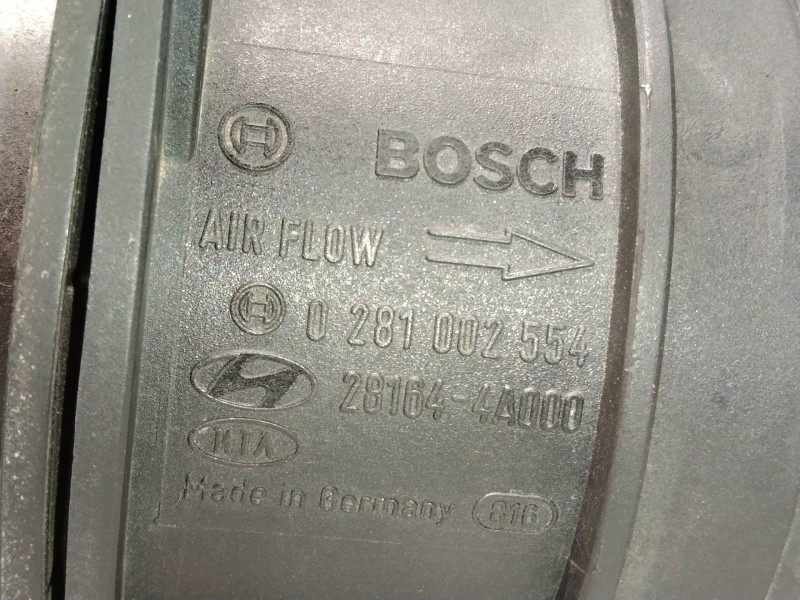 BOSCH
AIR FLOW
0 281 002 554
28164-4A000
KIA
Made in Germany 816